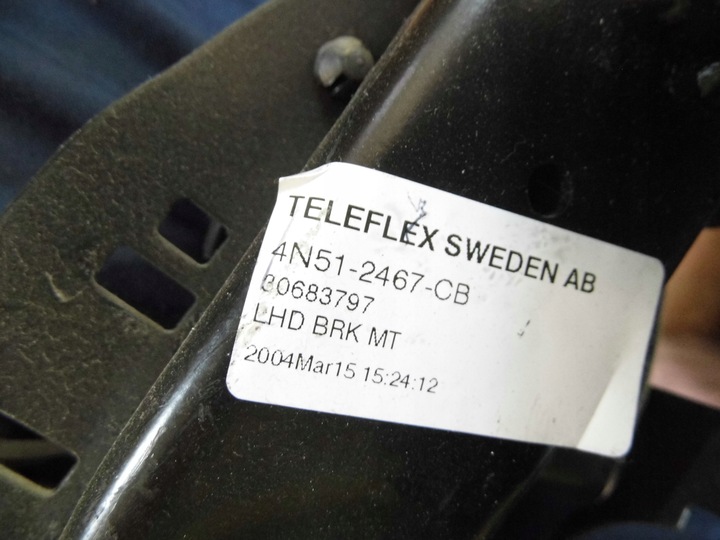 TELEFLEX SWEDEN AB
4N51-2467-CB
30683797
LHD BRK MT
2004Mar15 15:24:12